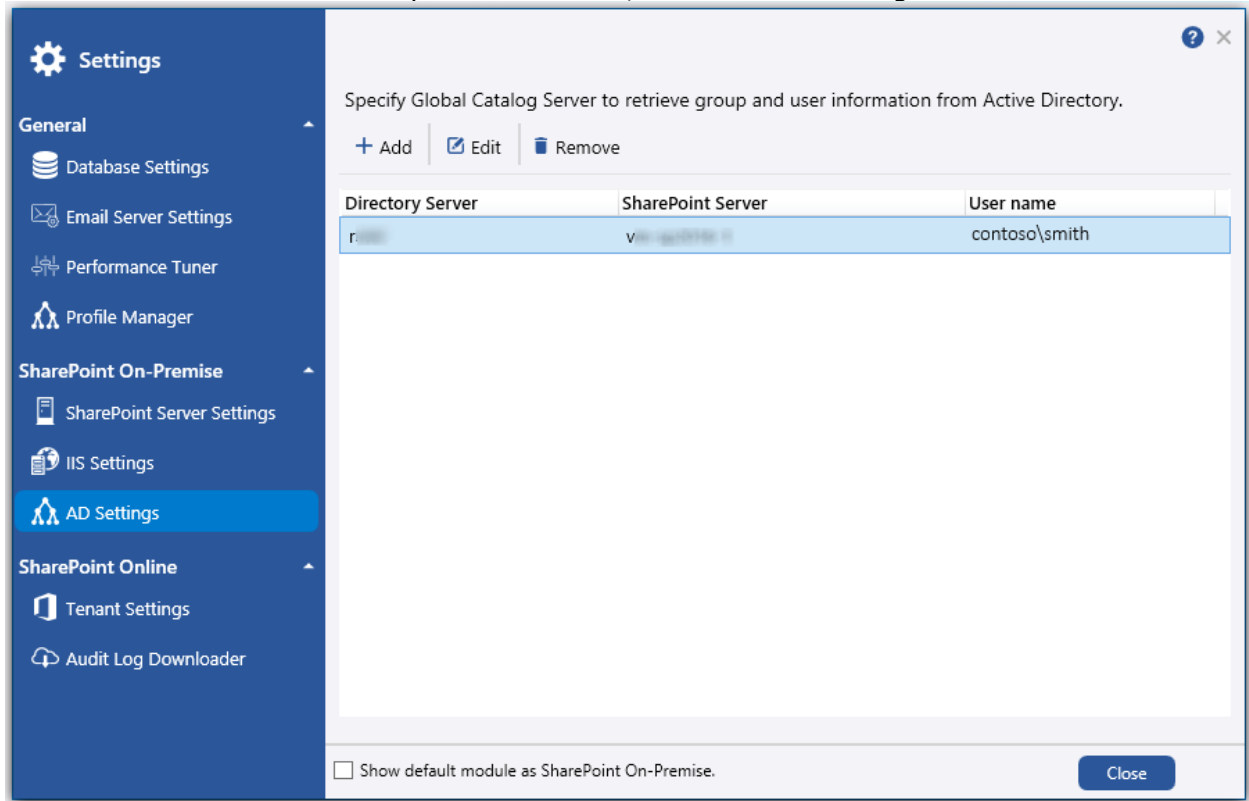 Settings
General
Database Settings
Email Server Settings
Performance Tuner
Profile Manager
SharePoint On-Premise
SharePoint Server Settings
IIS Settings
AD Settings
SharePoint Online
Tenant Settings
Audit Log Downloader
?
Specify Global Catalog Server to retrieve group and user information from Active Directory.
+ Add Edit Remove
Directory Server SharePoint Server User name
contoso\smith
Show default module as SharePoint On-Premise.
Close